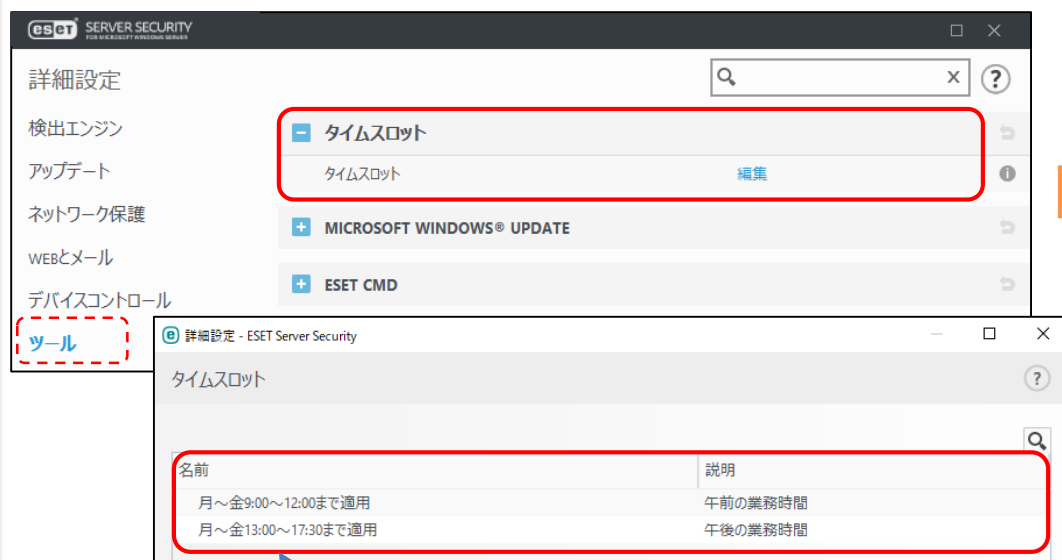 eset SERVER SECURITY
FOR MICROSOFT WINDOWS SERVER
詳細設定
x
?
検出エンジン
アップデート
ネットワーク保護
WEBとメール
デバイスコントロール
ツール
タイムスロット
タイムスロット 編集
MICROSOFT WINDOWS® UPDATE
ESET CMD
e 詳細設定 - ESET Server Security
タイムスロット
?
名前 説明
月～金9:00～12:00まで適用 午前の業務時間
月～金13:00～17:30まで適用 午後の業務時間